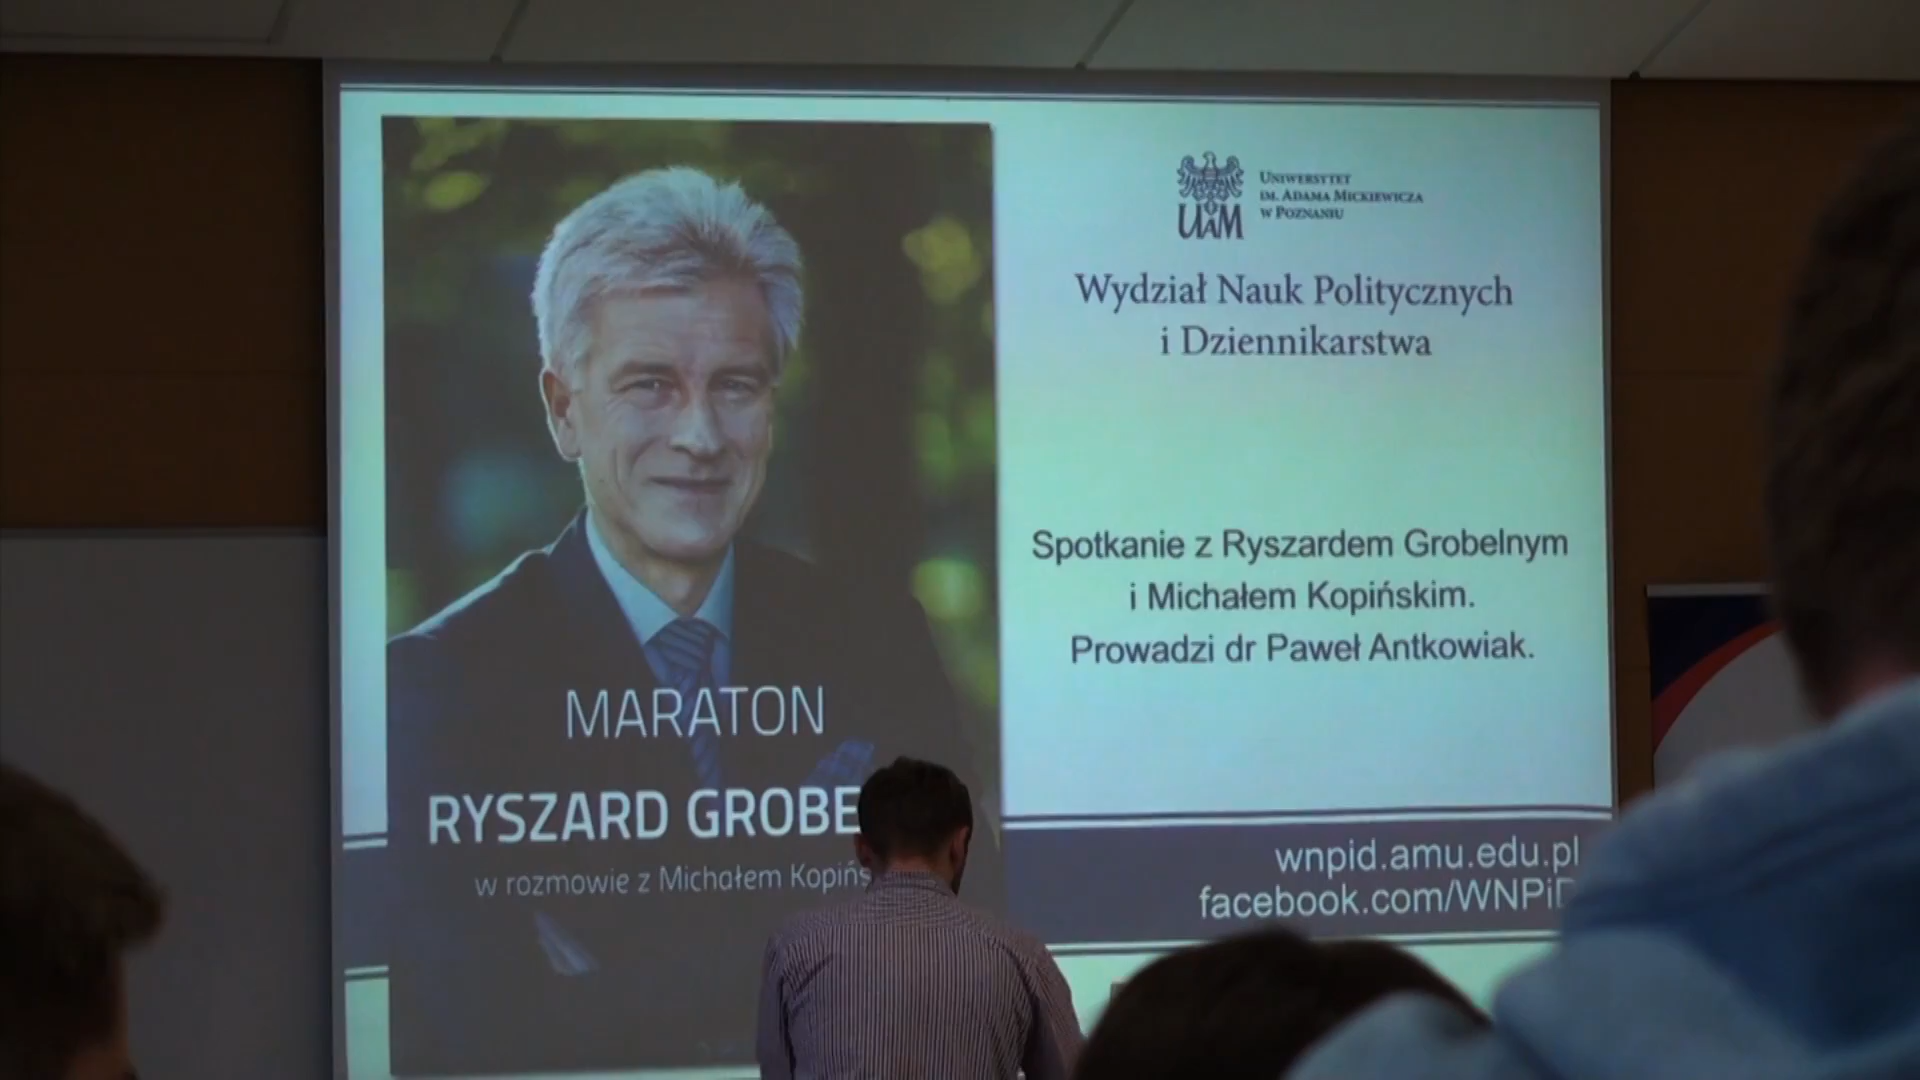 UAM
UNIWERSYTET
IM. ADAMA MICKIEWICZA
W POZNANIU
Wydział Nauk Politycznych
i Dziennikarstwa
Spotkanie z Ryszardem Grobelnym
i Michałem Kopińskim.
Prowadzi dr Paweł Antkowiak.
MARATON
RYSZARD GROBE
w rozmowie z Michałem Kopińs
wnpid.amu.edu.pl
facebook.com/WNPiD